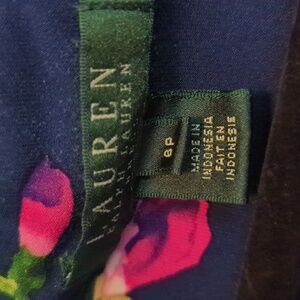 LAUREN
RALPH LAUREN
6P
MADE IN
INDONESIA
FAIT EN
INDONESIE